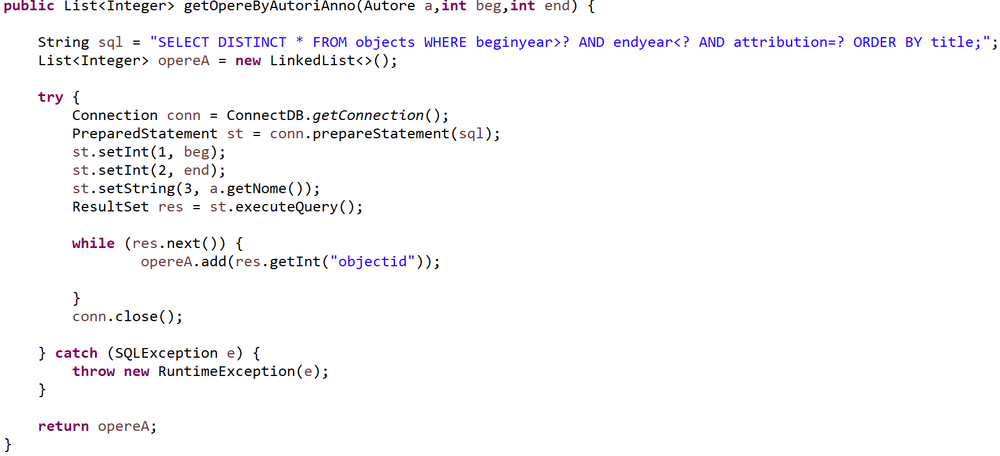 public List<Integer> getOpereByAutoriAnno(Autore a,int beg,int end) {
String sql = "SELECT DISTINCT * FROM objects WHERE beginyear>? AND endyear<? AND attribution=? ORDER BY title;";
List<Integer> opereA = new LinkedList<>();
try {
Connection conn = ConnectDB.getConnection();
PreparedStatement st = conn.prepareStatement(sql);
st.setInt(1, beg);
st.setInt(2, end);
st.setString(3, a.getNome());
ResultSet res = st.executeQuery();
while (res.next()) {
opereA.add(res.getInt("objectid"));
}
conn.close();
} catch (SQLException e) {
throw new RuntimeException(e);
}
return opereA;
}